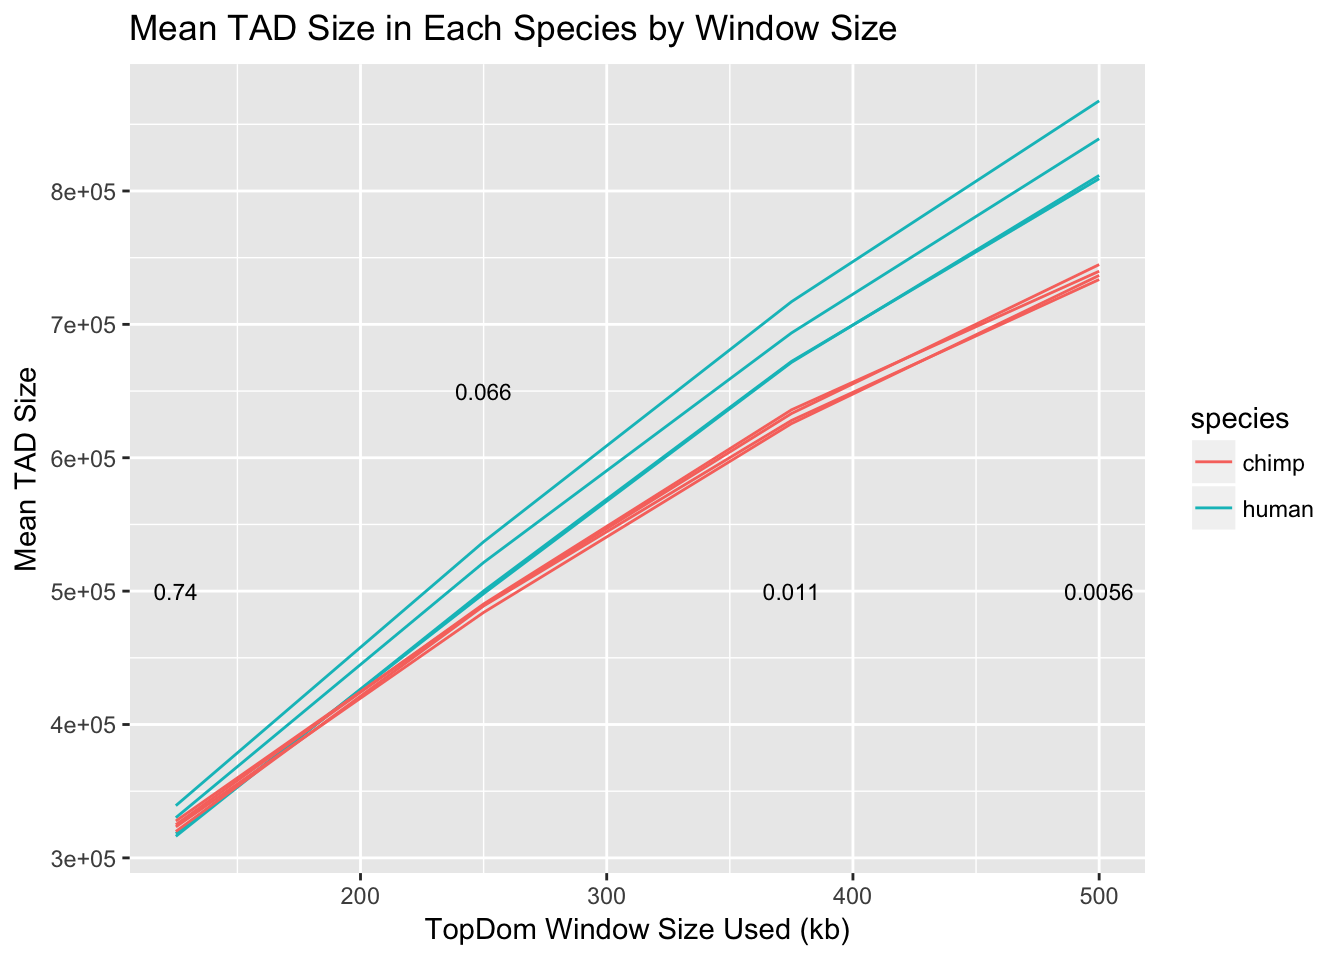 Mean TAD Size in Each Species by Window Size
Mean TAD Size
8e+05
7e+05
6e+05
5e+05
4e+05
3e+05
0.74
0.066
0.011
0.0056
200
300
400
500
TopDom Window Size Used (kb)
species
chimp
human